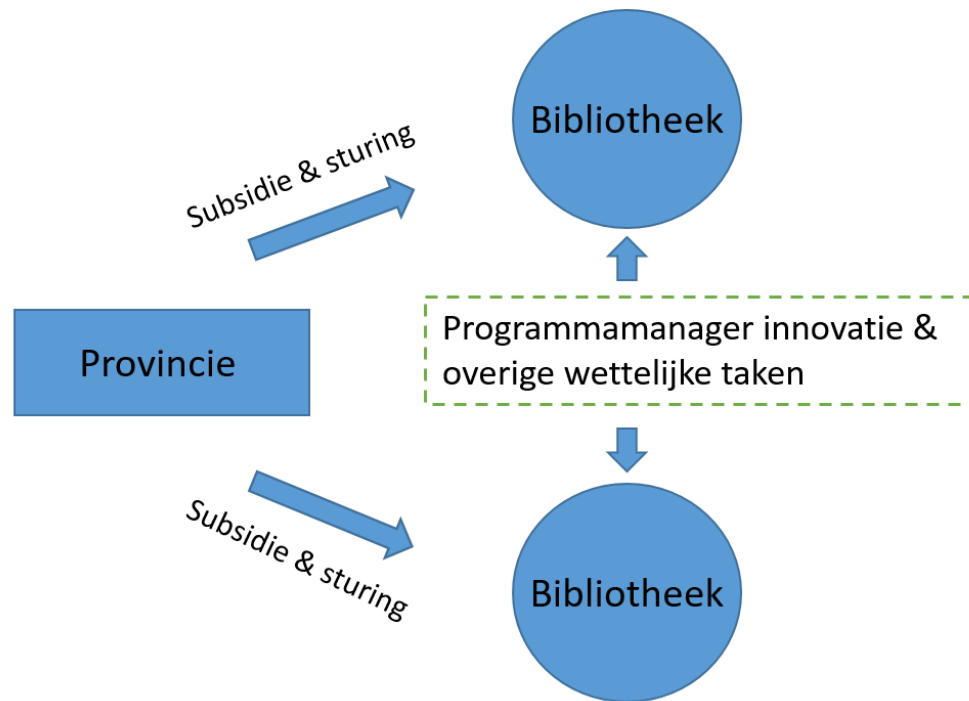 Bibliotheek
Subsidie & sturing
Provincie
Programmamanager innovatie &
overige wettelijke taken
Subsidie & sturing
Bibliotheek